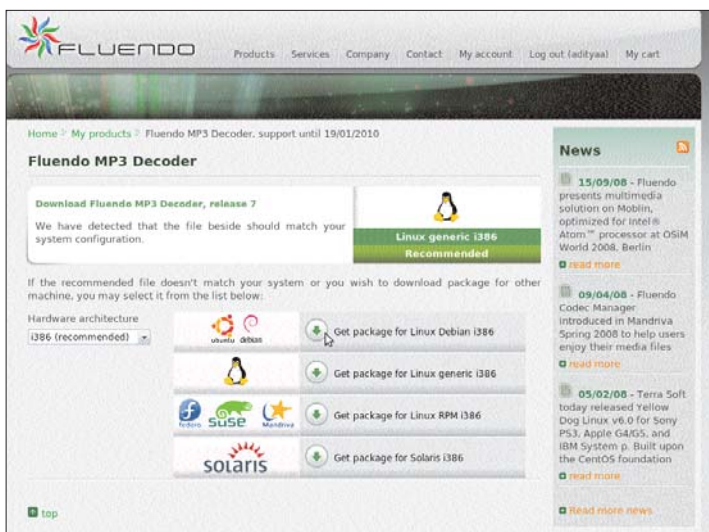 FLUENDO
Products Services Company Contact My account Log out (adityaa) My cart
Home My products Fluendo MP3 Decoder, support until 19/01/2010
Fluendo MP3 Decoder
Download Fluendo MP3 Decoder, release 7
We have detected that the file beside should match your
system configuration.
Linux generic i386
Recommended
If the recommended file doesn't match your system or you wish to download package for other
machine, you may select it from the list below:
Hardware architecture
i386 (recommended)
ubuntu debian
Get package for Linux Debian i386
Get package for Linux generic i386
fedora SUSE Mandriva
Get package for Linux RPM i386
solaris
Get package for Solaris i386
top
News
15/09/08 - Fluendo
presents multimedia
solution on Moblin,
optimized for Intel®
Atom™ processor at OSiM
World 2008, Berlin
read more
09/04/08 - Fluendo
Codec Manager
introduced in Mandriva
Spring 2008 to help users
enjoy their media files
read more
05/02/08 - Terra Soft
today released Yellow
Dog Linux v6.0 for Sony
PS3, Apple G4/G5, and
IBM System p. Built upon
the CentOS foundation
read more
Read more news